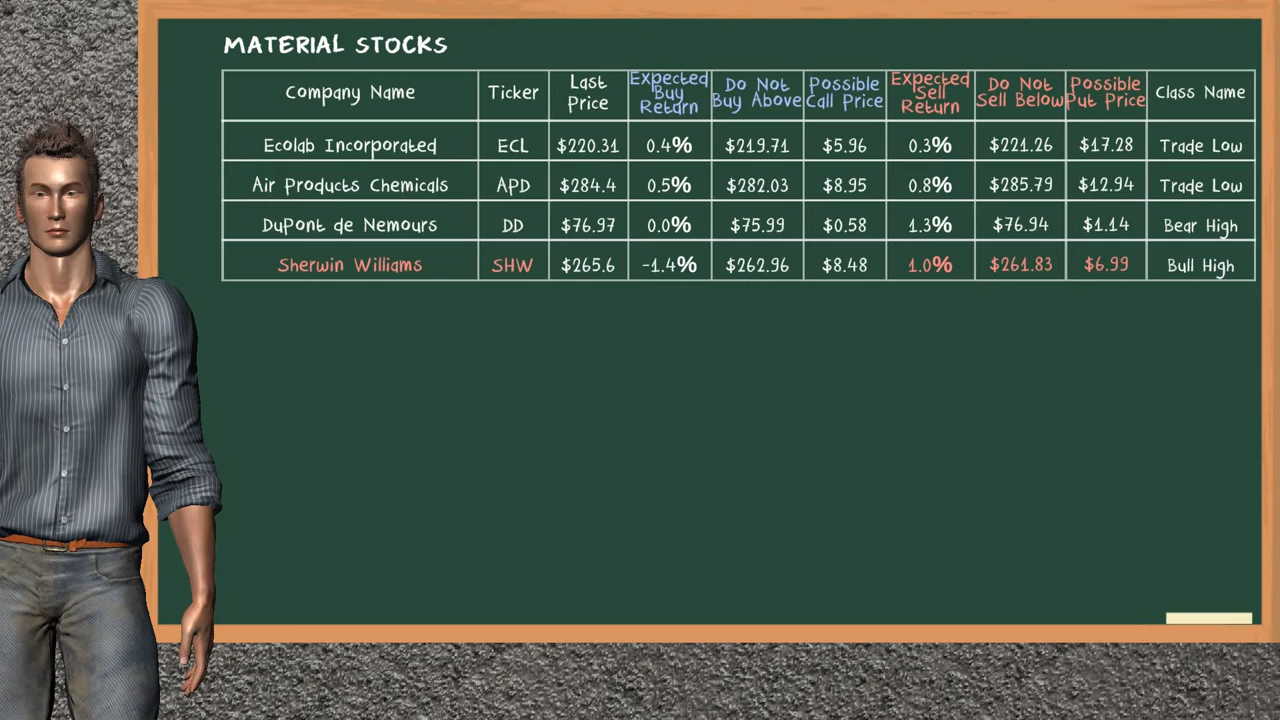 MATERIAL STOCKS
Company Name Ticker Last Price Expected Buy Return Do Not Buy Above Possible Call Price Expected Sell Return Do Not Sell Below Possible Put Price Class Name
Ecolab Incorporated ECL $220.31 0.4% $219.71 $5.96 0.3% $221.26 $17.28 Trade Low
Air Products Chemicals APD $284.4 0.5% $282.03 $8.95 0.8% $285.79 $12.94 Trade Low
DuPont de Nemours DD $76.97 0.0% $75.99 $0.58 1.3% $76.94 $1.14 Bear High
Sherwin Williams SHW $265.6 -1.4% $262.96 $8.48 1.0% $261.83 $6.99 Bull High